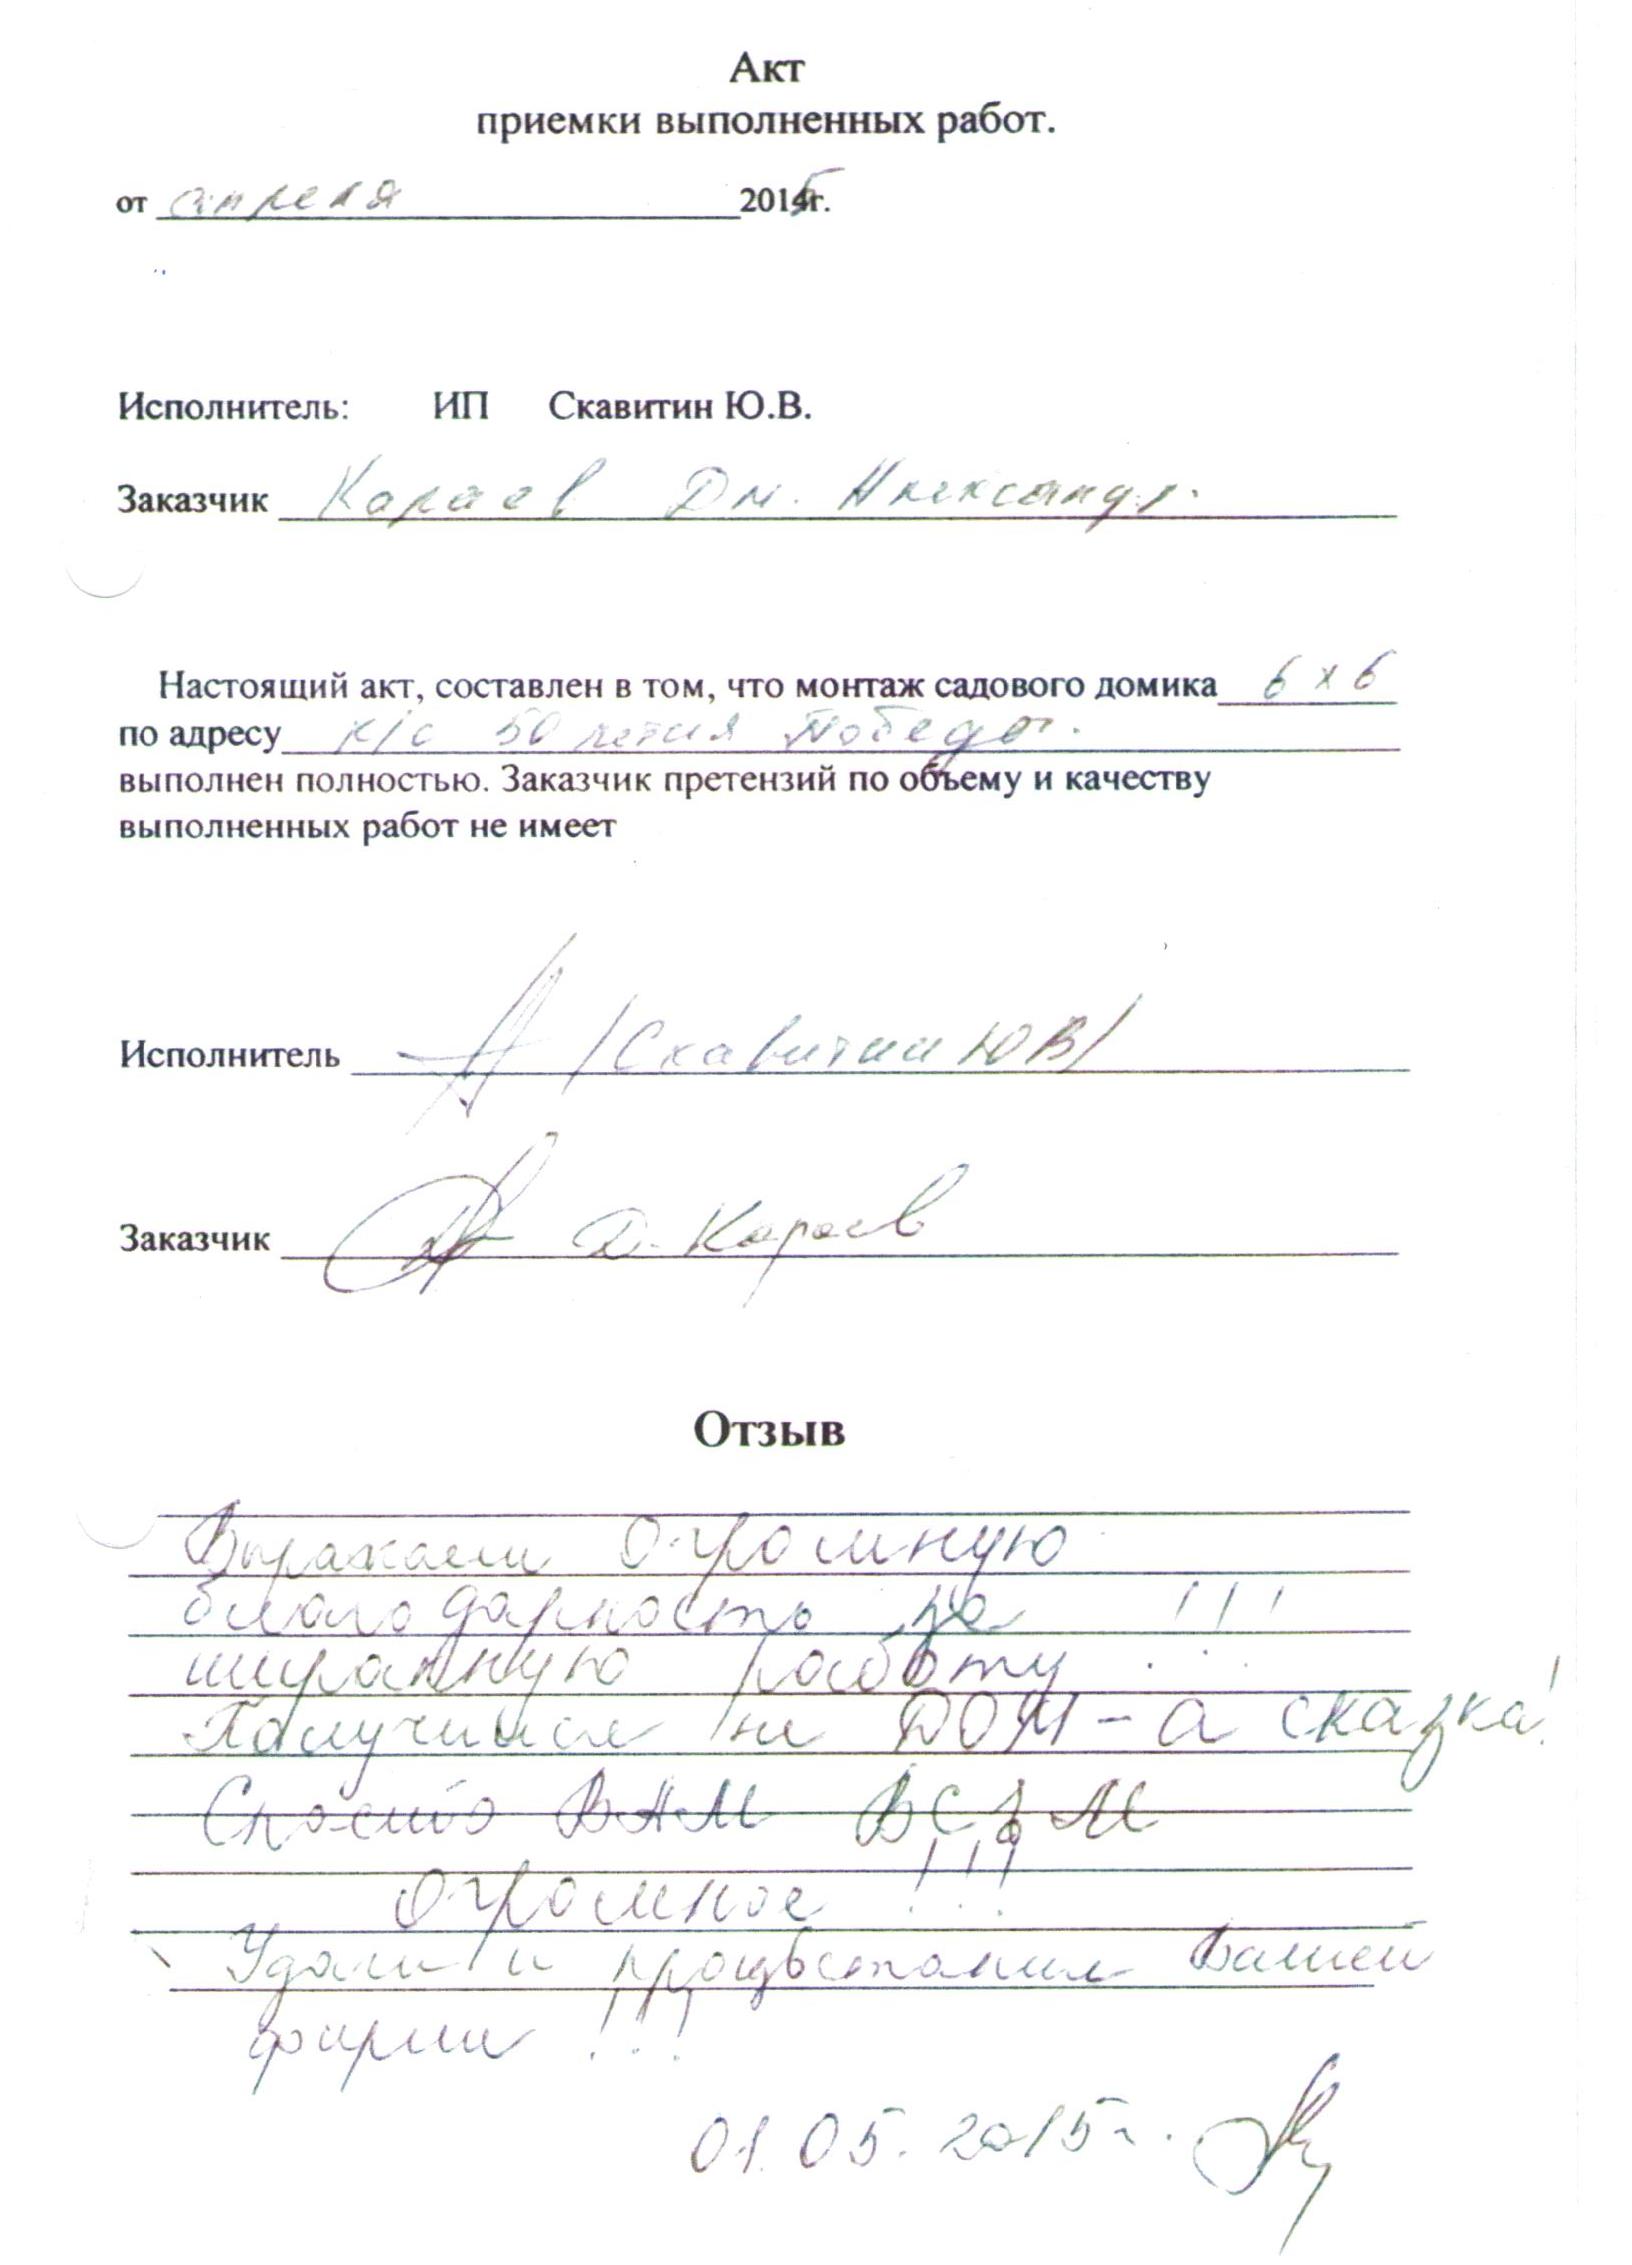 Акт
приемки выполненных работ.
от апреля 2015г.
Исполнитель: ИП Скавитин Ю.В.
Заказчик Караев Дм. Александр.
Настоящий акт, составлен в том, что монтаж садового домика 6 х 6
по адресу к/с 50 летия Победы.
выполнен полностью. Заказчик претензий по объему и качеству
выполненных работ не имеет
Исполнитель /Скавитин ЮВ/
Заказчик Д. Караев
Отзыв
Выражаем огромную
благодарность за !!!
шикарную работу!!!
Получился не ДОМ - а сказка!
Спасибо ВАМ ВСЕМ
Огромное !!!
Удачи и процветания Вашей
фирме !!!
01.05.2015г.